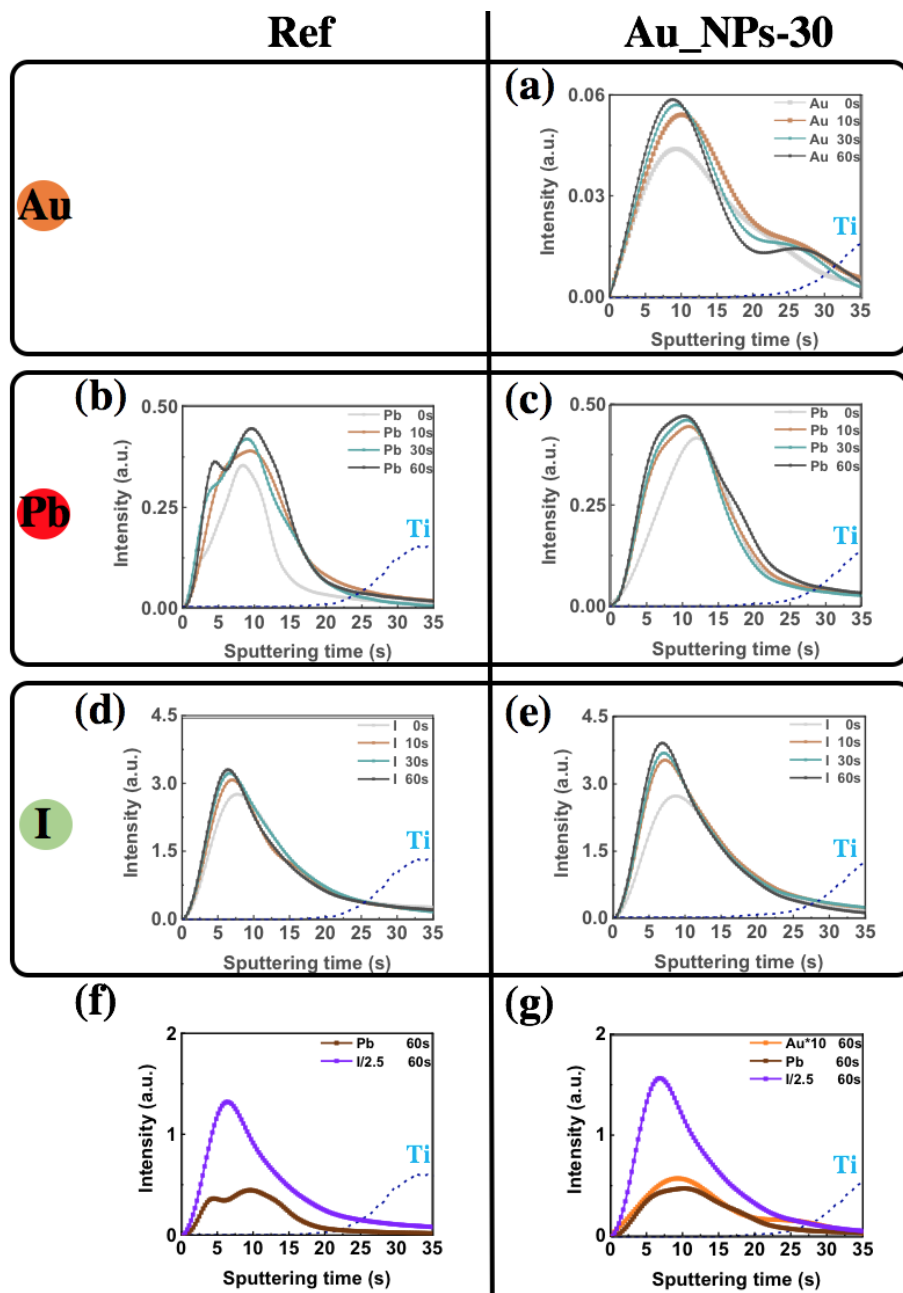 Ref
Au_NPs-30
Au
(a)
0.06
0.03
0.00
Intensity (a.u.)
Au 0s
Au 10s
Au 30s
Au 60s
Ti
0 5 10 15 20 25 30 35
Sputtering time (s)
Pb
(b)
0.50
0.25
0.00
Intensity (a.u.)
Pb 0s
Pb 10s
Pb 30s
Pb 60s
Ti
0 5 10 15 20 25 30 35
Sputtering time (s)
(c)
0.50
0.25
0.00
Intensity (a.u.)
Pb 0s
Pb 10s
Pb 30s
Pb 60s
Ti
0 5 10 15 20 25 30 35
Sputtering time (s)
I
(d)
4.5
3.0
1.5
0.0
Intensity (a.u.)
I 0s
I 10s
I 30s
I 60s
Ti
0 5 10 15 20 25 30 35
Sputtering time (s)
(e)
4.5
3.0
1.5
0.0
Intensity (a.u.)
I 0s
I 10s
I 30s
I 60s
Ti
0 5 10 15 20 25 30 35
Sputtering time (s)
(f)
2
1
0
Intensity (a.u.)
Pb 60s
I/2.5 60s
Ti
0 5 10 15 20 25 30 35
Sputtering time (s)
(g)
2
1
0
Intensity (a.u.)
Au*10 60s
Pb 60s
I/2.5 60s
Ti
0 5 10 15 20 25 30 35
Sputtering time (s)